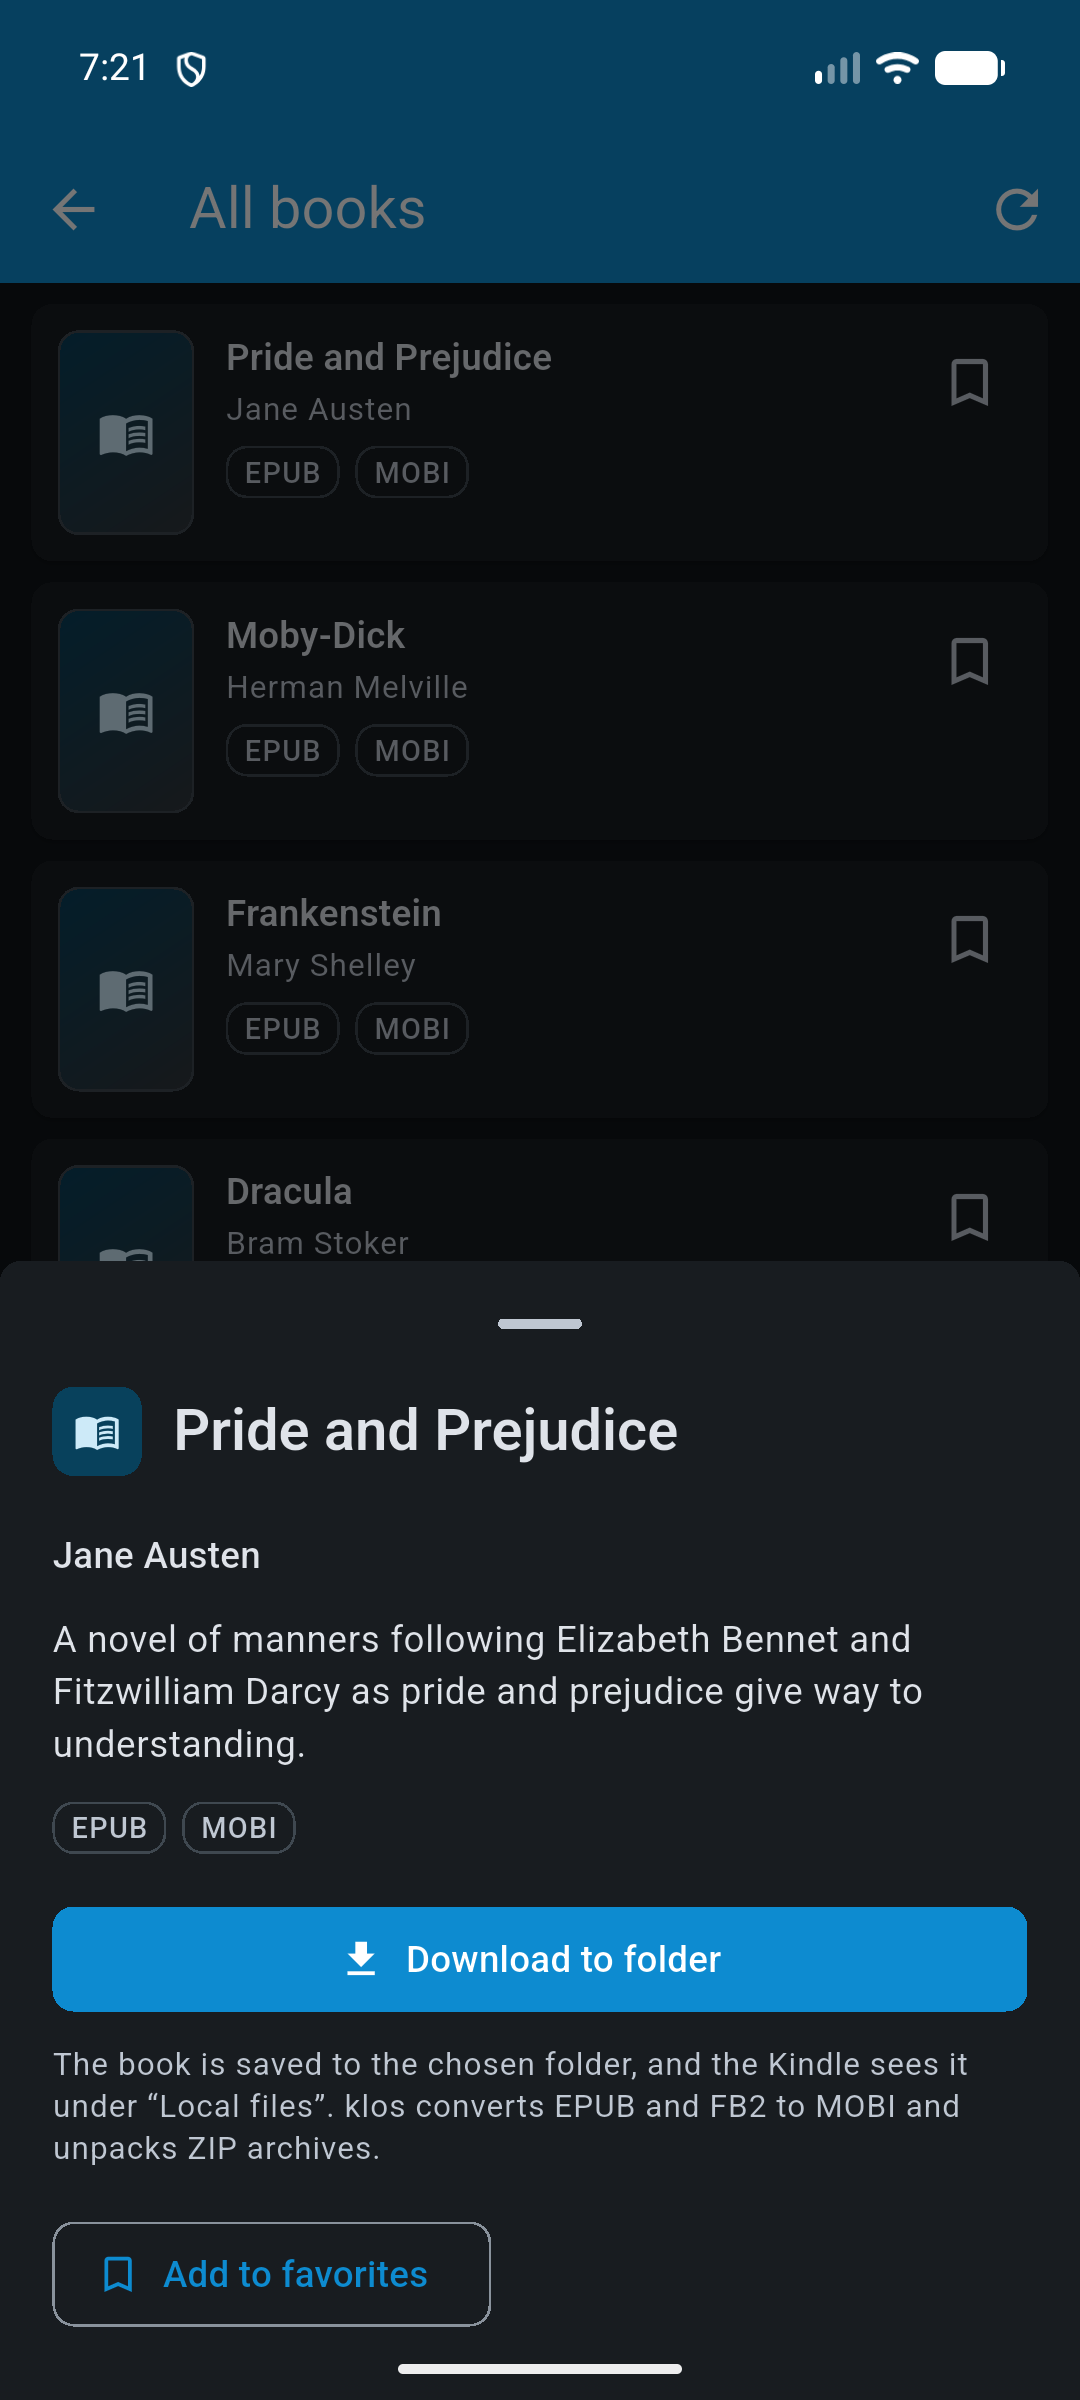 7:21
All books
Pride and Prejudice
Jane Austen
EPUB MOBI
Moby-Dick
Herman Melville
EPUB MOBI
Frankenstein
Mary Shelley
EPUB MOBI
Dracula
Bram Stoker
Pride and Prejudice
Jane Austen
A novel of manners following Elizabeth Bennet and
Fitzwilliam Darcy as pride and prejudice give way to
understanding.
EPUB MOBI
Download to folder
The book is saved to the chosen folder, and the Kindle sees it
under “Local files”. klos converts EPUB and FB2 to MOBI and
unpacks ZIP archives.
Add to favorites